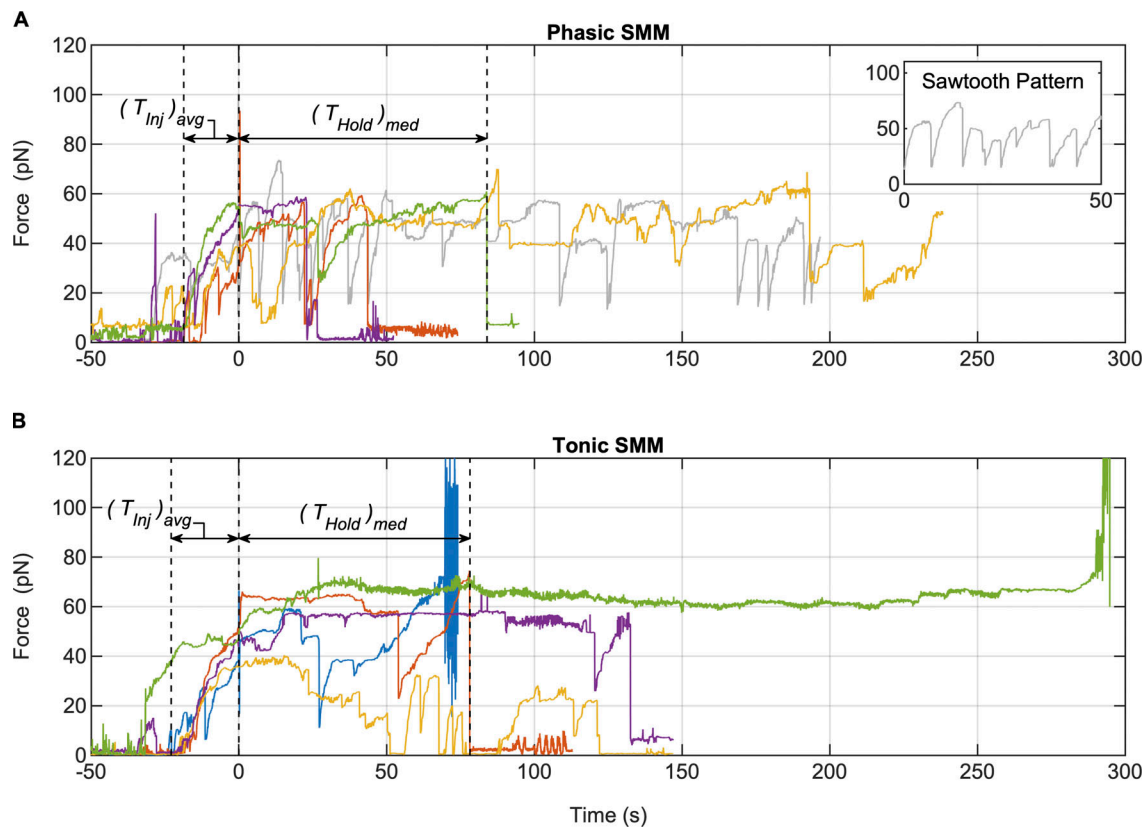 A
Phasic SMM
120
100
80
60
40
20
0
Force (pN)
(T_Inj)_avg
(T_Hold)_med
Sawtooth Pattern
100
50
0
0
50
-50
0
50
100
150
200
250
300
B
Tonic SMM
120
100
80
60
40
20
0
Force (pN)
(T_Inj)_avg
(T_Hold)_med
-50
0
50
100
150
200
250
300
Time (s)